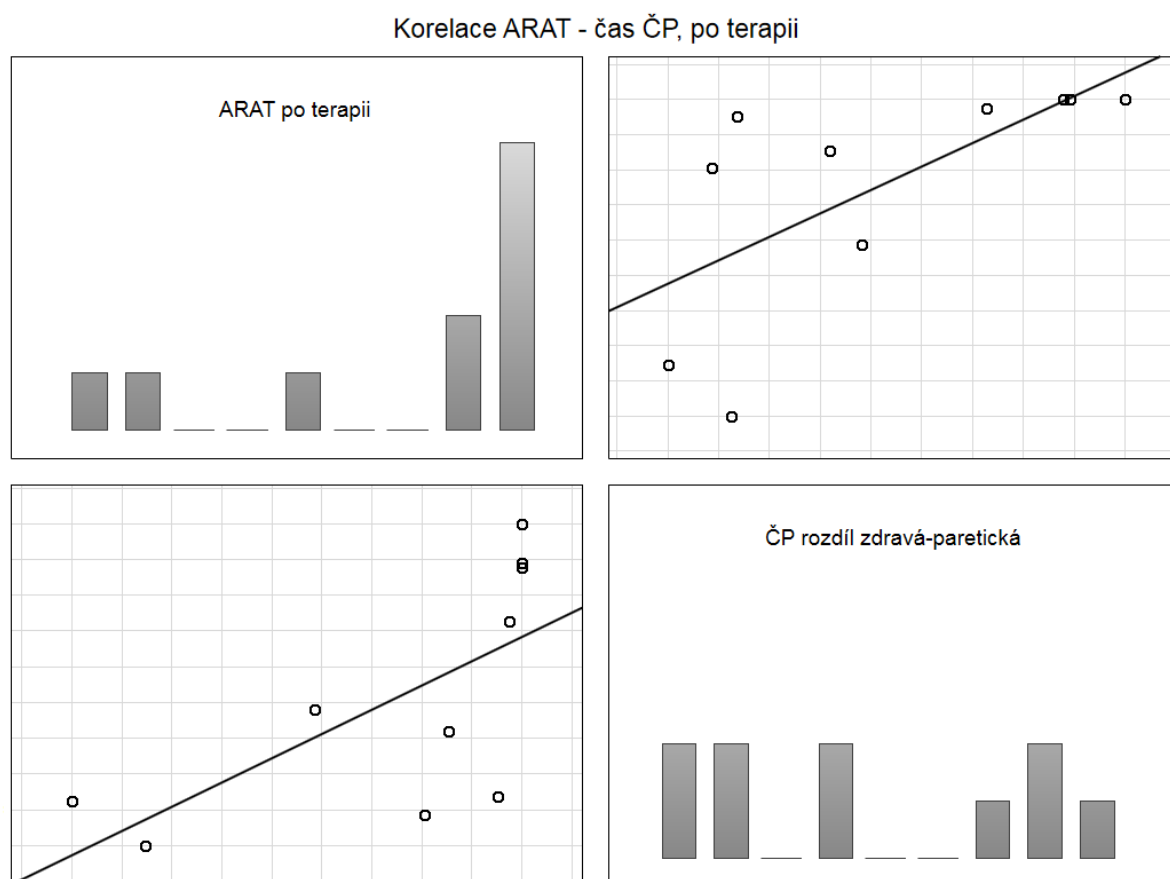 Korelace ARAT - čas ČP, po terapii
ARAT po terapii
ČP rozdíl zdravá-paretická